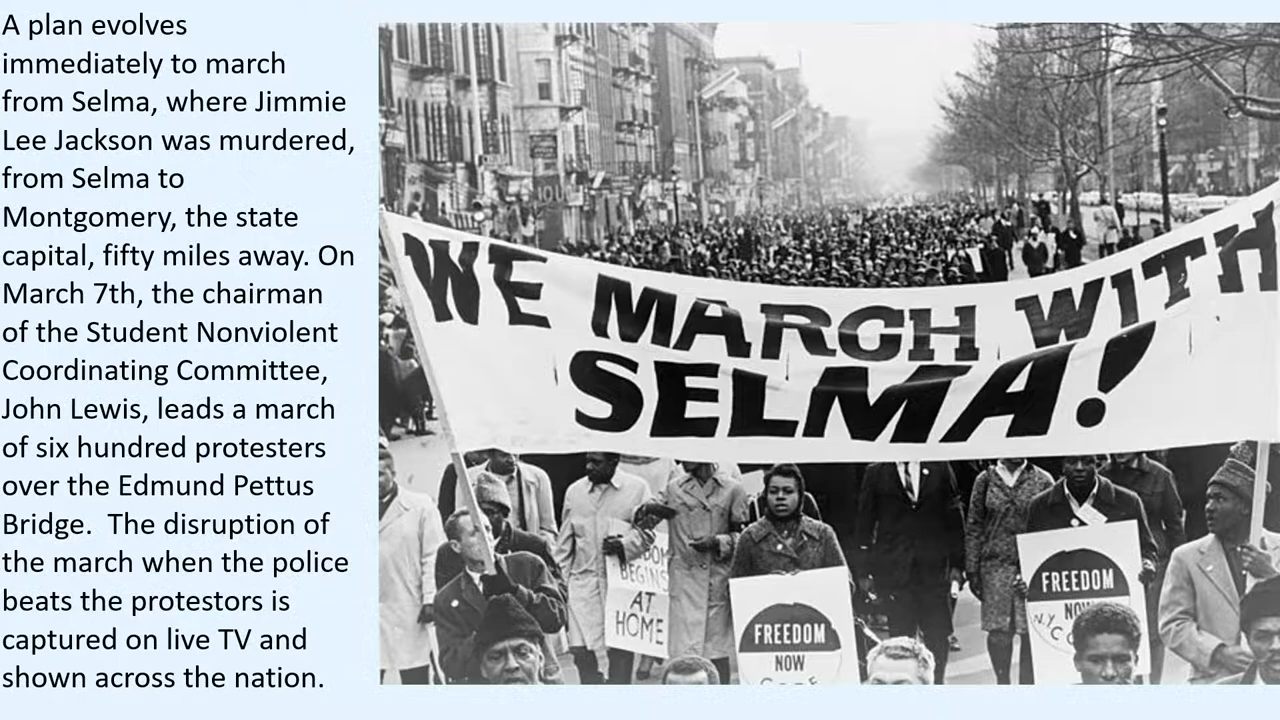 A plan evolves
immediately to march
from Selma, where Jimmie
Lee Jackson was murdered,
from Selma to
Montgomery, the state
capital, fifty miles away. On
March 7th, the chairman
of the Student Nonviolent
Coordinating Committee,
John Lewis, leads a march
of six hundred protesters
over the Edmund Pettus
Bridge.  The disruption of
the march when the police
beats the protestors is
captured on live TV and
shown across the nation.
WE MARCH WITH
SELMA!
BEGINS
AT
HOME
FREEDOM
NOW
CORE
FREEDOM
NOW